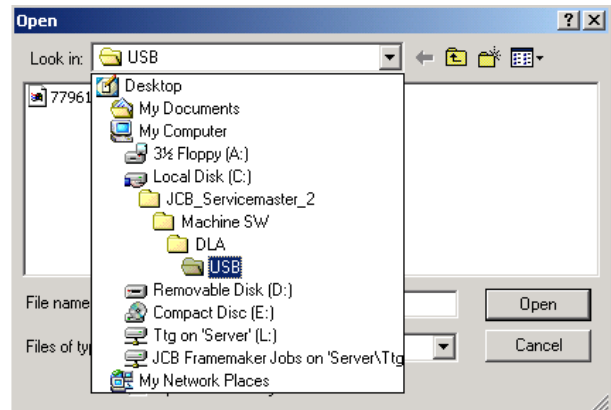 Open
Look in: USB
Desktop
77961
My Documents
My Computer
3½ Floppy (A:)
Local Disk (C:)
JCB_Servicemaster_2
Machine SW
DLA
USB
File name
Removable Disk (D:)
Open
Compact Disc (E:)
Ttg on 'Server' (L:)
Files of ty
Cancel
JCB Framemaker Jobs on 'Server\Ttg
My Network Places